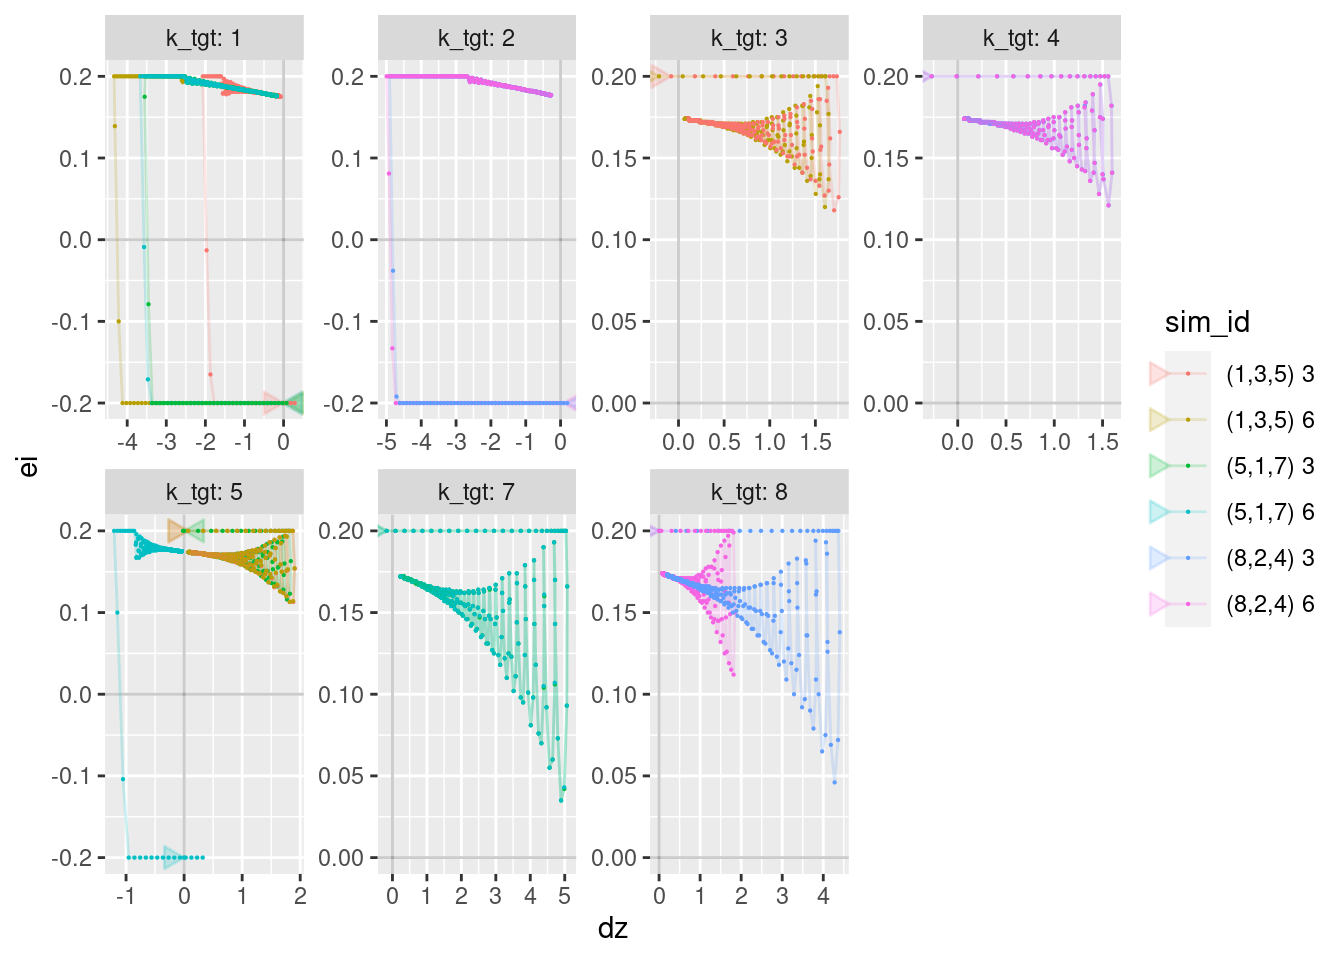 k_tgt: 1
k_tgt: 2
k_tgt: 3
k_tgt: 4
0.2
0.1
0.0
-0.1
-0.2
-4 -3 -2 -1 0
0.2
0.1
0.0
-0.1
-0.2
-5 -4 -3 -2 -1 0
0.20
0.15
0.10
0.05
0.00
0.0 0.5 1.0 1.5
0.20
0.15
0.10
0.05
0.00
0.0 0.5 1.0 1.5
ei
k_tgt: 5
k_tgt: 7
k_tgt: 8
0.2
0.1
0.0
-0.1
-0.2
-1 0 1 2
0.20
0.15
0.10
0.05
0.00
0 1 2 3 4 5
0.20
0.15
0.10
0.05
0.00
0 1 2 3 4
dz
sim_id
(1,3,5) 3
(1,3,5) 6
(5,1,7) 3
(5,1,7) 6
(8,2,4) 3
(8,2,4) 6